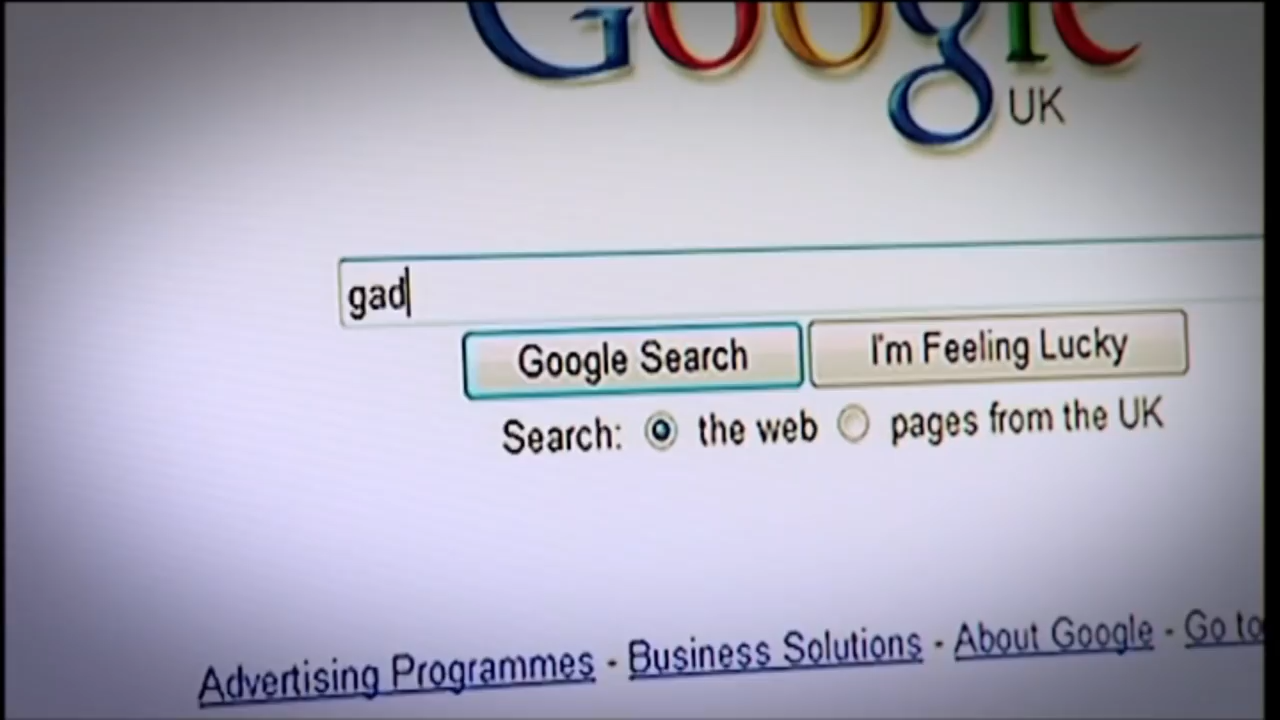 Google
UK
gad
Google Search I'm Feeling Lucky
Search: the web pages from the UK
Advertising Programmes - Business Solutions - About Google - Go to